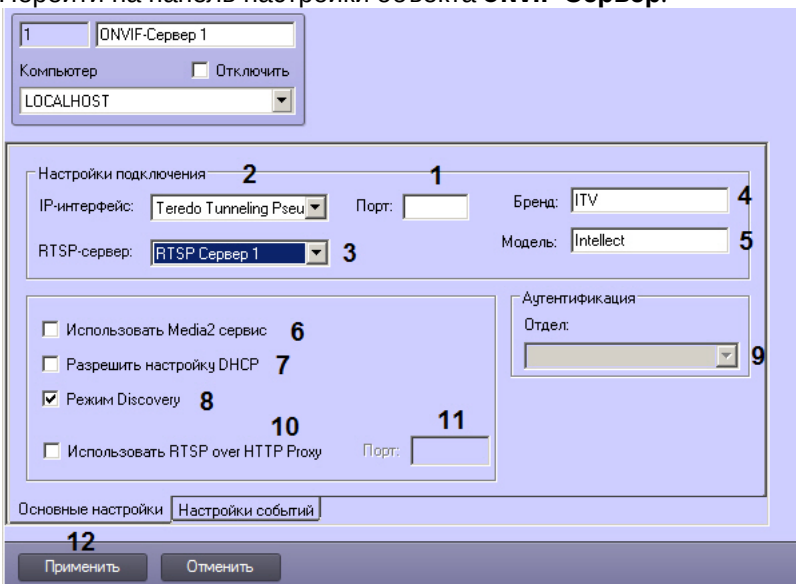 Перейти на панель настройки объекта ONVIF-Сервер.
1 ONVIF-Сервер 1
Компьютер Отключить
LOCALHOST
Настройки подключения 2 1
IP-интерфейс: Teredo Tunneling Pseu Порт: Бренд: ITV 4
RTSP-сервер: RTSP Сервер 1 3 Модель: Intellect 5
Аутентификация
Использовать Media2 сервис 6 Отдел:
Разрешить настройку DHCP 7 9
Режим Discovery 8
10 11
Использовать RTSP over HTTP Proxy Порт:
Основные настройки Настройки событий
12
Применить Отменить